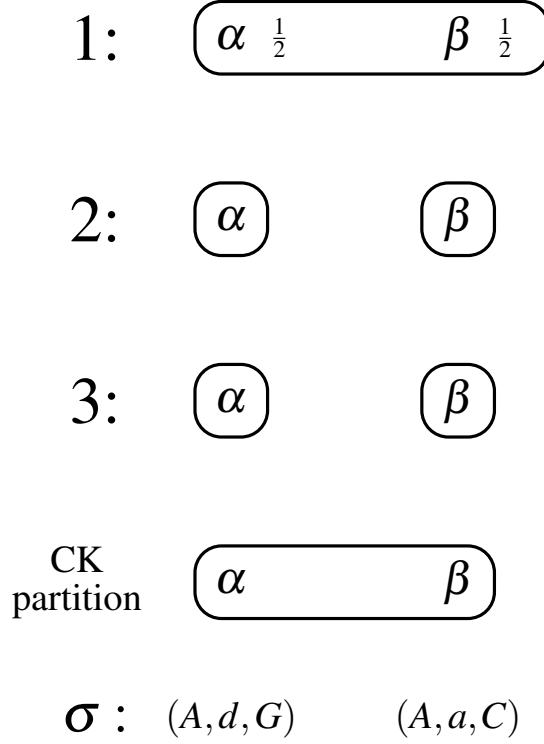 1: α 1/2 β 1/2
2: α β
3: α β
CK
partition α β
σ : (A, d, G) (A, a, C)